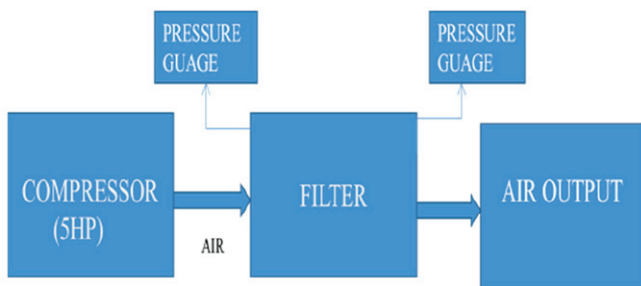 PRESSURE
GUAGE
PRESSURE
GUAGE
COMPRESSOR
(5HP)
AIR
FILTER
AIR OUTPUT